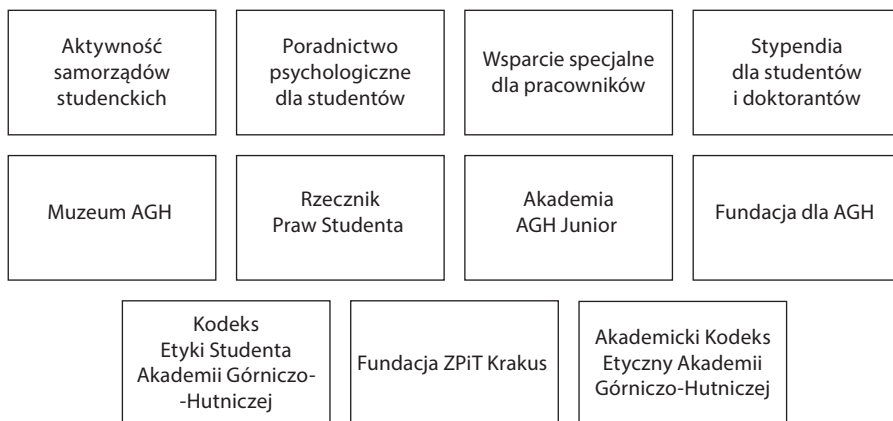 Aktywność
samorządów
studenckich
Poradnictwo
psychologiczne
dla studentów
Wsparcie specjalne
dla pracowników
Stypendia
dla studentów
i doktorantów
Muzeum AGH
Rzecznik
Praw Studenta
Akademia
AGH Junior
Fundacja dla AGH
Kodeks
Etyki Studenta
Akademii Górniczo-
-Hutniczej
Fundacja ZPiT Krakus
Akademicki Kodeks
Etyczny Akademii
Górniczo-Hutniczej